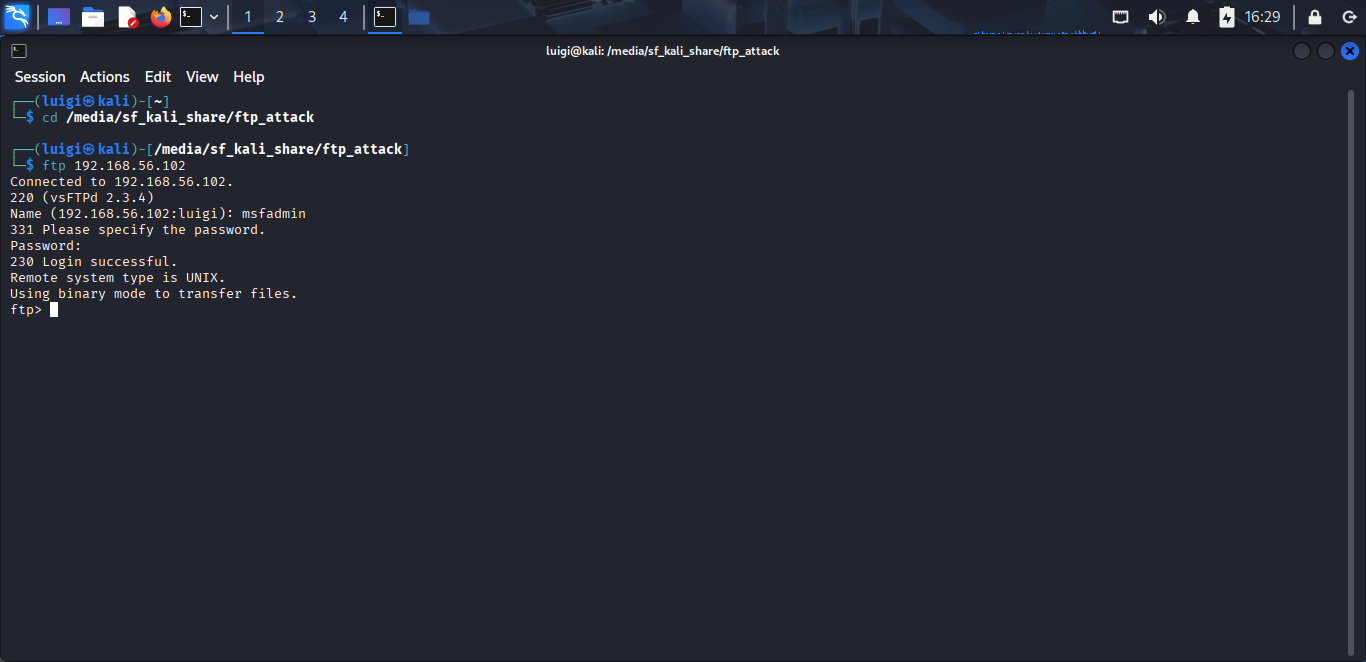 1 2 3 4 16:29
luigi@kali: /media/sf_kali_share/ftp_attack
Session Actions Edit View Help
┌──(luigi㉿kali)-[~]
└─$ cd /media/sf_kali_share/ftp_attack
┌──(luigi㉿kali)-[/media/sf_kali_share/ftp_attack]
└─$ ftp 192.168.56.102
Connected to 192.168.56.102.
220 (vsFTPd 2.3.4)
Name (192.168.56.102:luigi): msfadmin
331 Please specify the password.
Password:
230 Login successful.
Remote system type is UNIX.
Using binary mode to transfer files.
ftp>